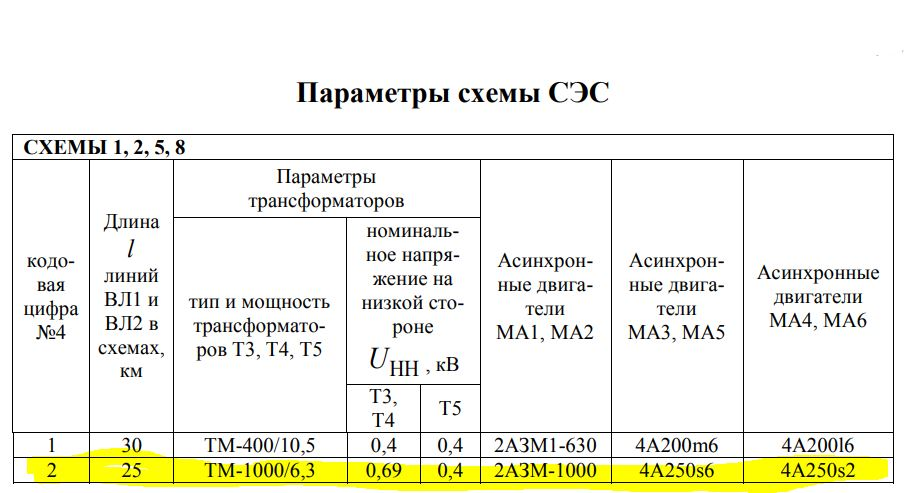 Параметры схемы СЭС
СХЕМЫ 1, 2, 5, 8
кодо-
вая
цифра
№4
Длина
l
линий
ВЛ1 и
ВЛ2 в
схемах,
км
Параметры
трансформаторов
тип и мощность
трансформато-
ров Т3, Т4, Т5
номиналь-
ное напря-
жение на
низкой сто-
роне
UНН , кВ
Т3,
Т4
Т5
Асинхрон-
ные двига-
тели
МА1, МА2
Асинхрон-
ные двига-
тели
МА3, МА5
Асинхронные
двигатели
МА4, МА6
1 30 ТМ-400/10,5 0,4 0,4 2АЗМ1-630 4А200m6 4А200l6
2 25 ТМ-1000/6,3 0,69 0,4 2АЗМ-1000 4А250s6 4А250s2